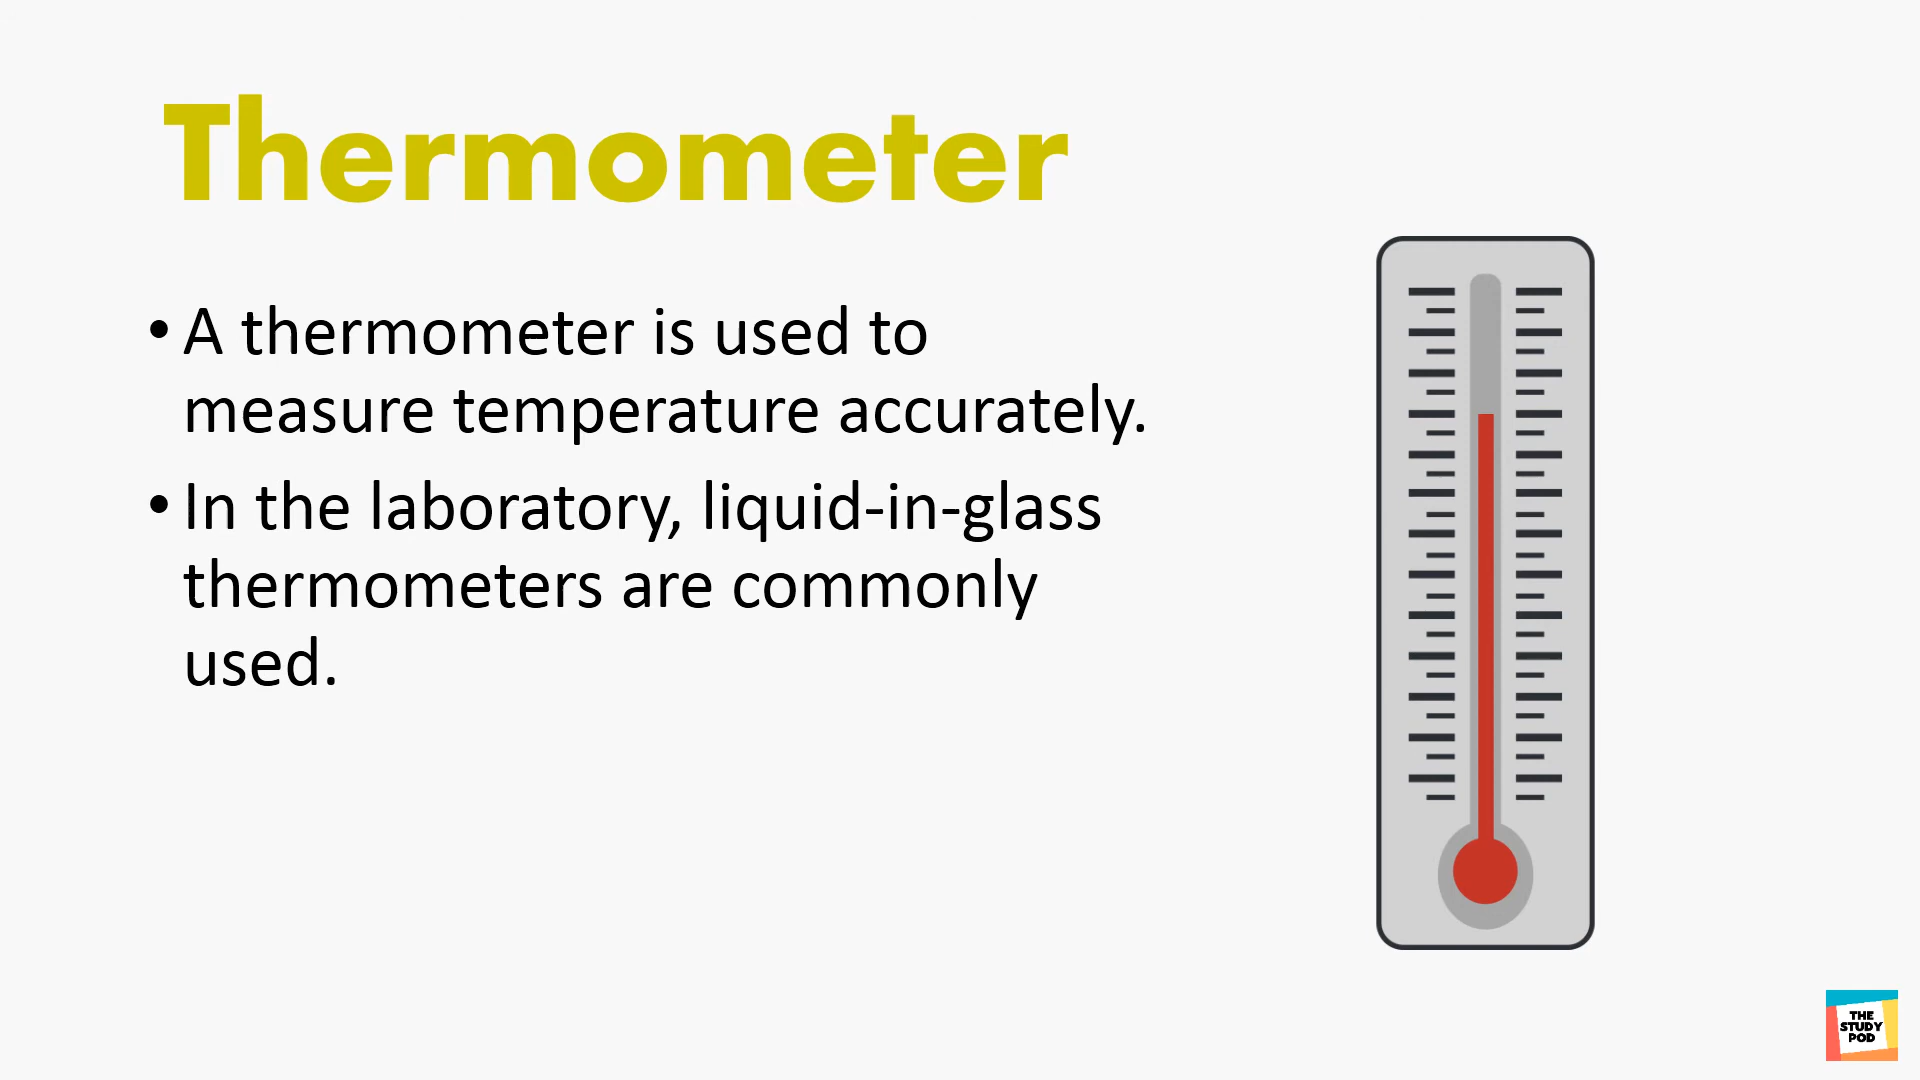 Thermometer
• A thermometer is used to
measure temperature accurately.
• In the laboratory, liquid-in-glass
thermometers are commonly
used.
THE
STUDY
POD